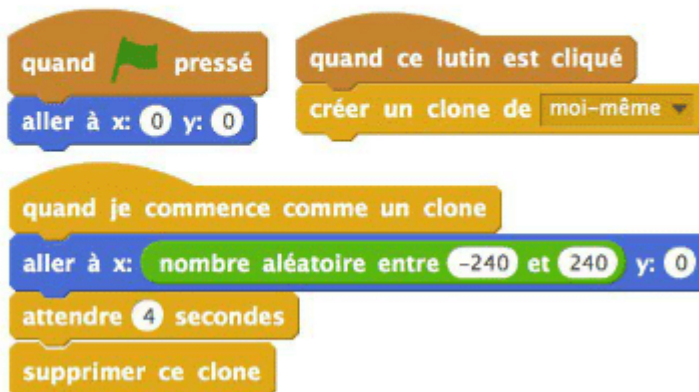 quand pressé
aller à x: 0 y: 0
quand ce lutin est cliqué
créer un clone de moi-même
quand je commence comme un clone
aller à x: nombre aléatoire entre -240 et 240 y: 0
attendre 4 secondes
supprimer ce clone